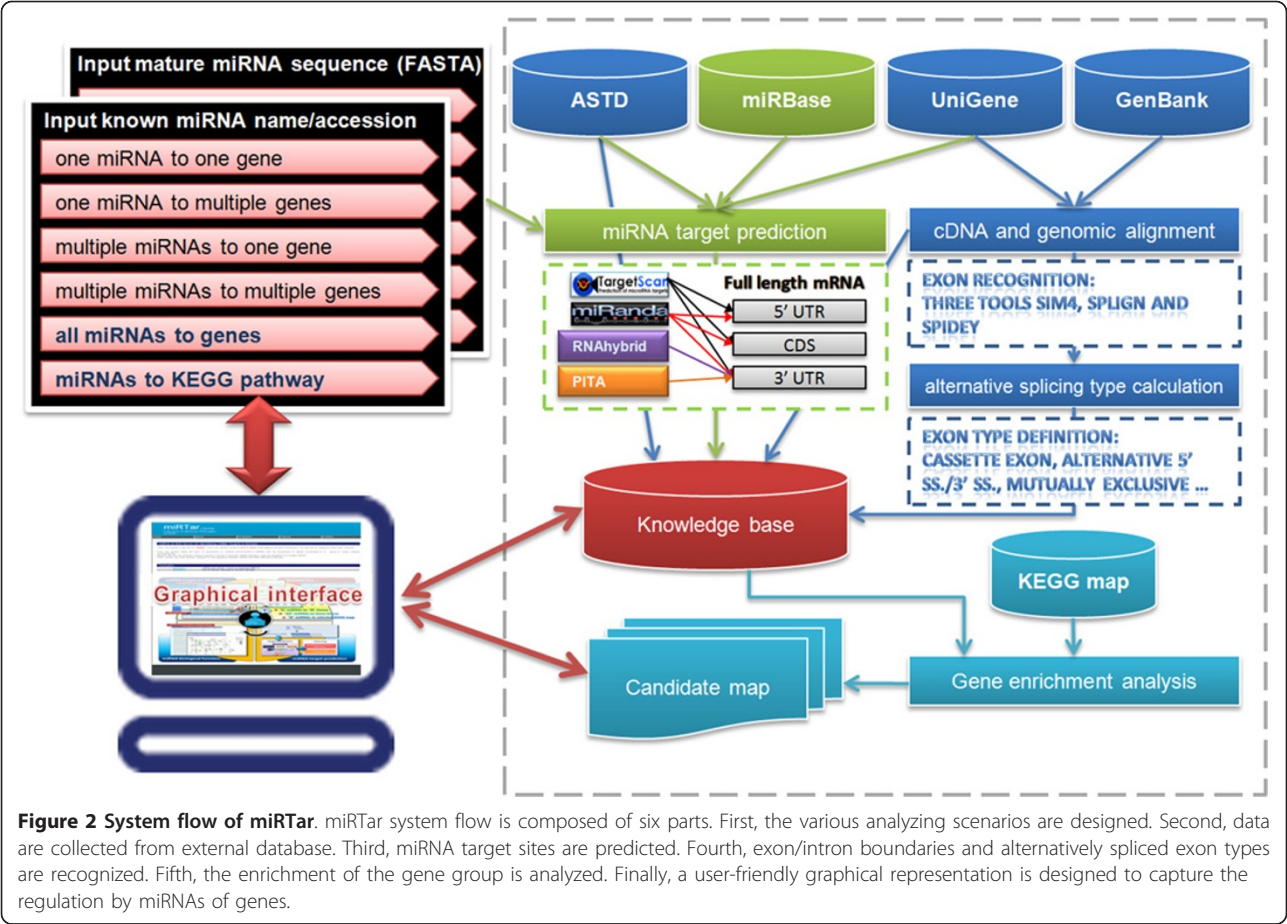 Input mature miRNA sequence (FASTA)
Input known miRNA name/accession
one miRNA to one gene
one miRNA to multiple genes
multiple miRNAs to one gene
multiple miRNAs to multiple genes
all miRNAs to genes
miRNAs to KEGG pathway
miRTar
Graphical interface
ASTD
miRBase
UniGene
GenBank
miRNA target prediction
cDNA and genomic alignment
TargetScan
Prediction of microRNA targets
miRanda
RNAhybrid
PITA
Full length mRNA
5' UTR
CDS
3' UTR
EXON RECOGNITION:
THREE TOOLS SIM4, SPLIGN AND
SPIDEY
alternative splicing type calculation
EXON TYPE DEFINITION:
CASSETTE EXON, ALTERNATIVE 5'
SS./3' SS., MUTUALLY EXCLUSIVE ...
Knowledge base
KEGG map
Candidate map
Gene enrichment analysis
Figure 2 System flow of miRTar. miRTar system flow is composed of six parts. First, the various analyzing scenarios are designed. Second, data
are collected from external database. Third, miRNA target sites are predicted. Fourth, exon/intron boundaries and alternatively spliced exon types
are recognized. Fifth, the enrichment of the gene group is analyzed. Finally, a user-friendly graphical representation is designed to capture the
regulation by miRNAs of genes.